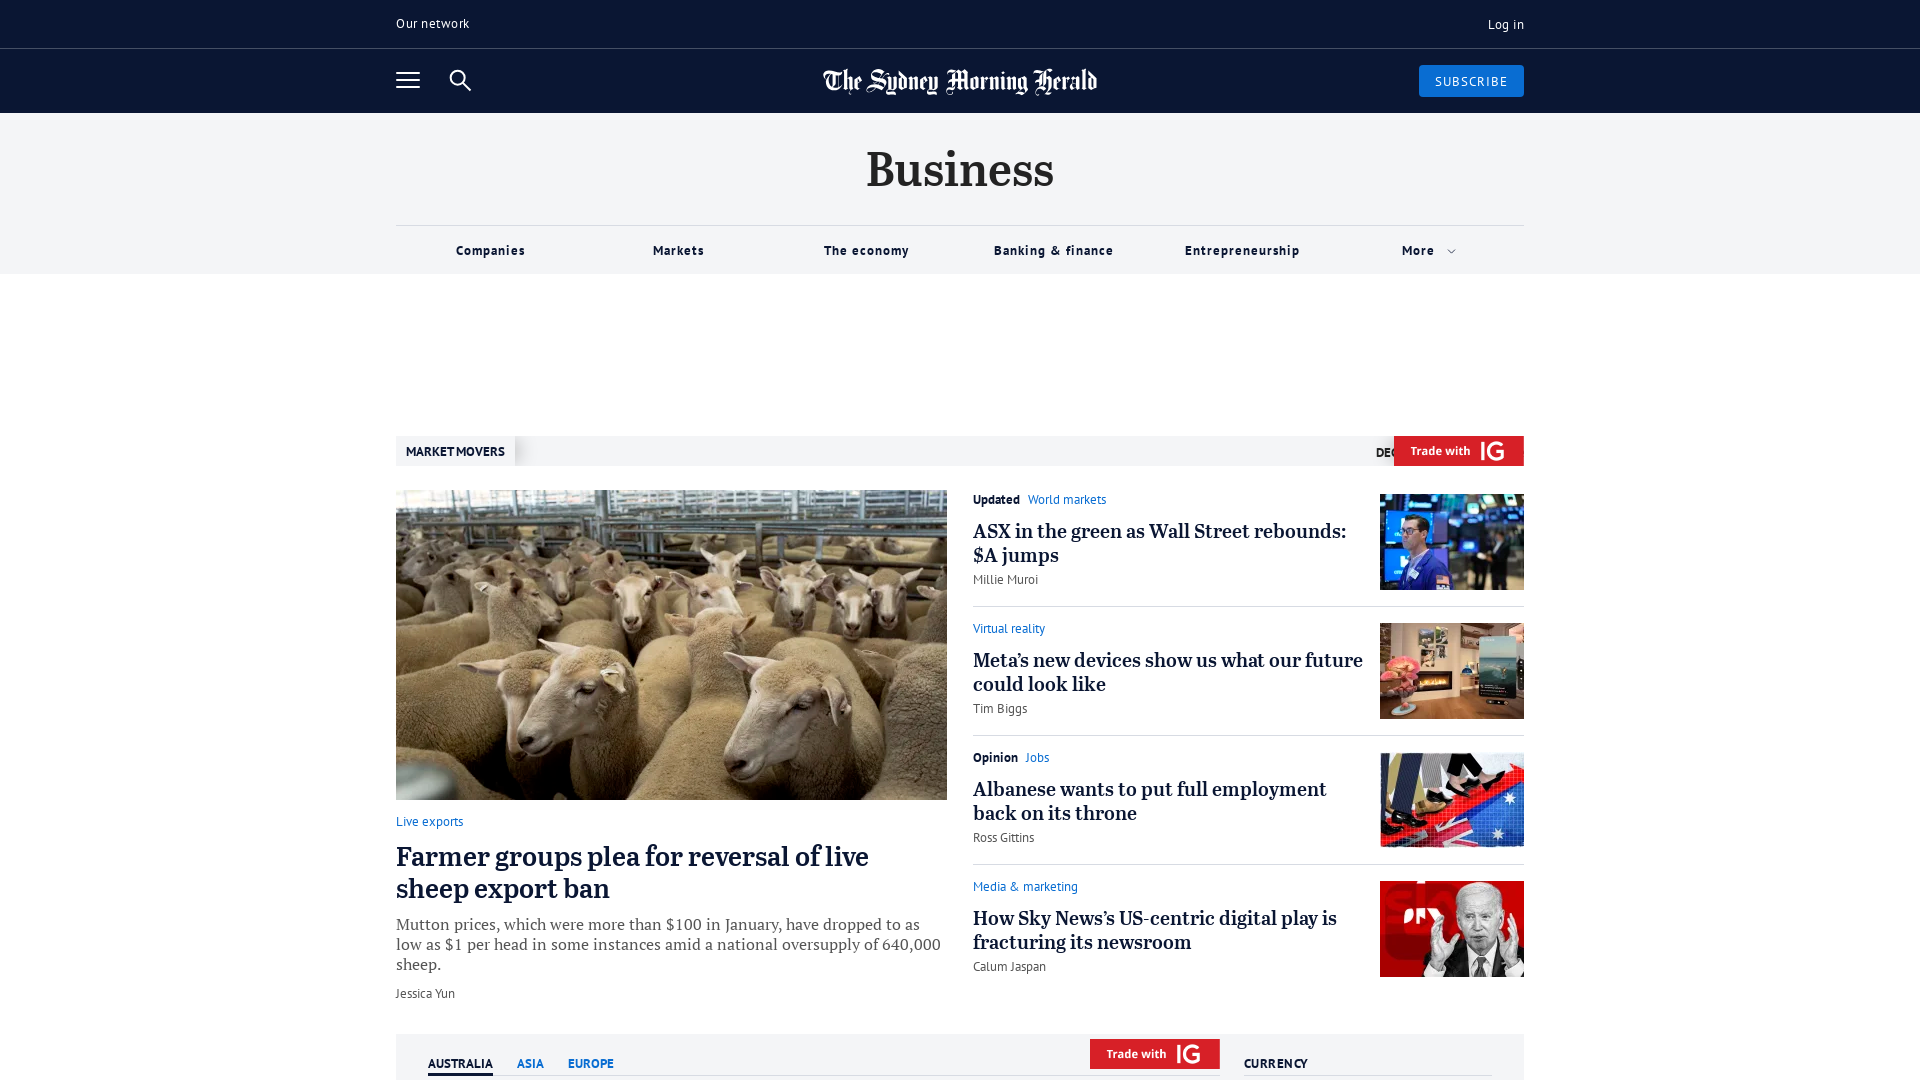 Our network
Log in
The Sydney Morning Herald
SUBSCRIBE
Business
Companies
Markets
The economy
Banking & finance
Entrepreneurship
More
MARKET MOVERS
Trade with IG
Live exports
Farmer groups plea for reversal of live
sheep export ban
Mutton prices, which were more than $100 in January, have dropped to as
low as $1 per head in some instances amid a national oversupply of 640,000
sheep.
Jessica Yun
Updated World markets
ASX in the green as Wall Street rebounds:
$A jumps
Millie Muroi
Virtual reality
Meta’s new devices show us what our future
could look like
Tim Biggs
Opinion Jobs
Albanese wants to put full employment
back on its throne
Ross Gittins
Media & marketing
How Sky News’s US-centric digital play is
fracturing its newsroom
Calum Jaspan
AUSTRALIA
ASIA
EUROPE
Trade with IG
CURRENCY